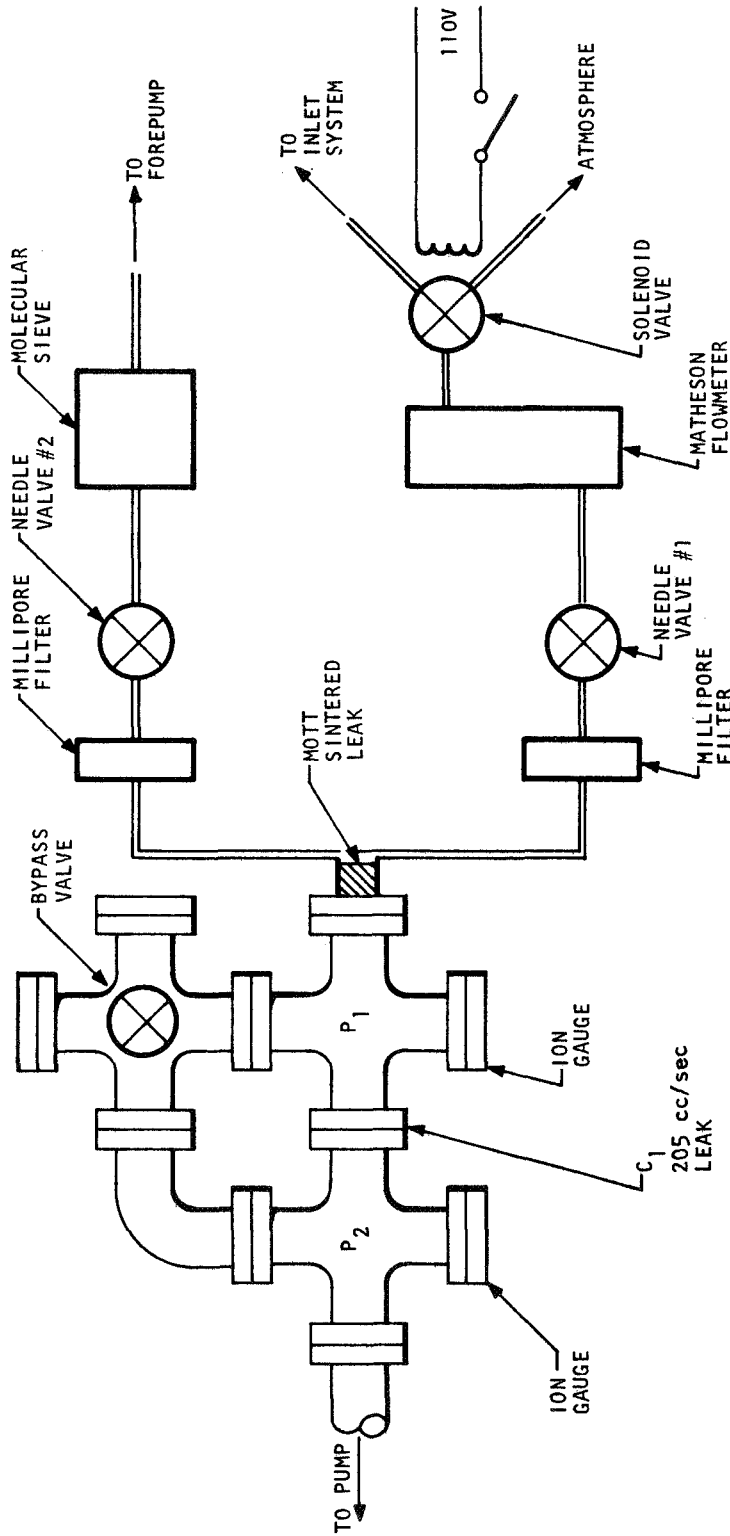 TO
FOREPUMP
MOLECULAR
SIEVE
NEEDLE
VALVE #2
MILLIPORE
FILTER
BYPASS
VALVE
MOTT
SINTERED
LEAK
P1
P2
ION
GAUGE
C1
205 cc/sec
LEAK
ION
GAUGE
TO PUMP
TO
INLET
SYSTEM
110V
ATMOSPHERE
SOLENOID
VALVE
MATHESON
FLOWMETER
NEEDLE
VALVE #1
MILLIPORE
FILTER